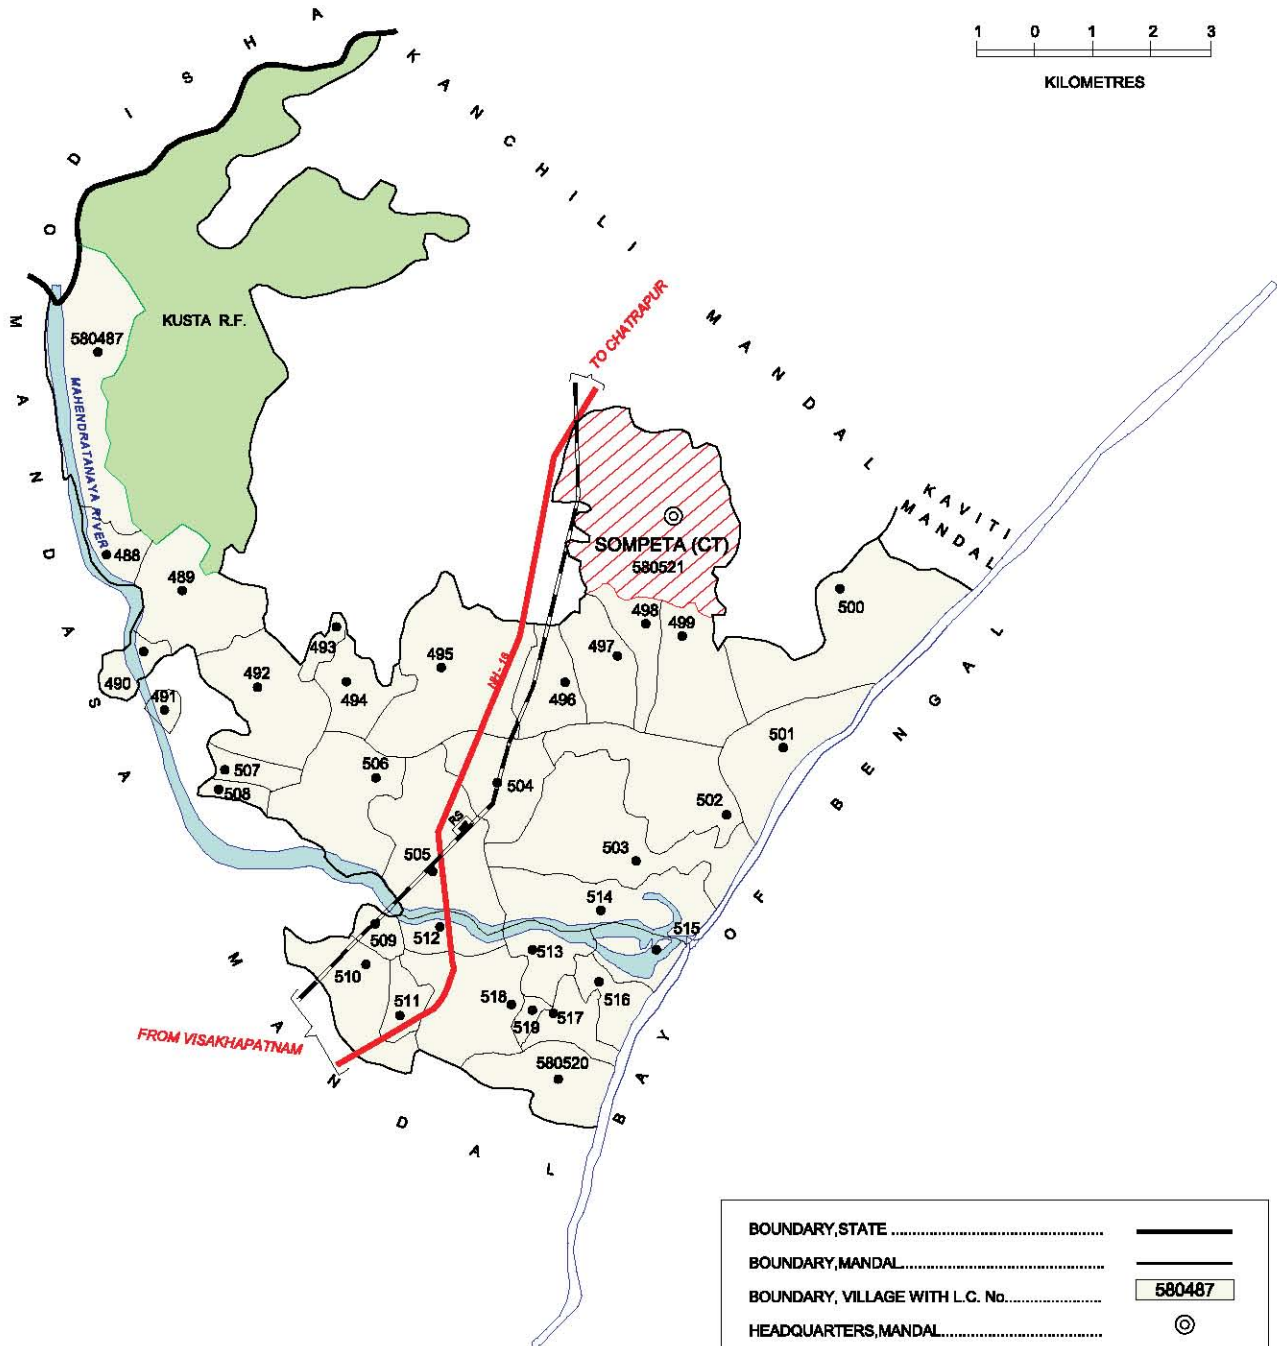 ODISHA
KANCHILI MANDAL
1 0 1 2 3
KILOMETRES
KUSTA R.F.
580487
MAHENDRATANAYA RIVER
TO CHATRAPUR
KAVITI
MANDAL
SOMPETA (CT)
580521
488
489
490
491
492
493
494
495
NH - 16
496
497
498
499
500
501
502
503
504
RS
505
506
507
508
509
510
511
512
513
514
515
516
517
518
519
580520
FROM VISAKHAPATNAM
MANDASA
MANDAL
BAY OF BENGAL
BOUNDARY,STATE
BOUNDARY,MANDAL
BOUNDARY, VILLAGE WITH L.C. No. 580487
HEADQUARTERS,MANDAL